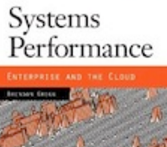 Systems
Performance
ENTERPRISE AND THE CLOUD
BRENDAN GREGG